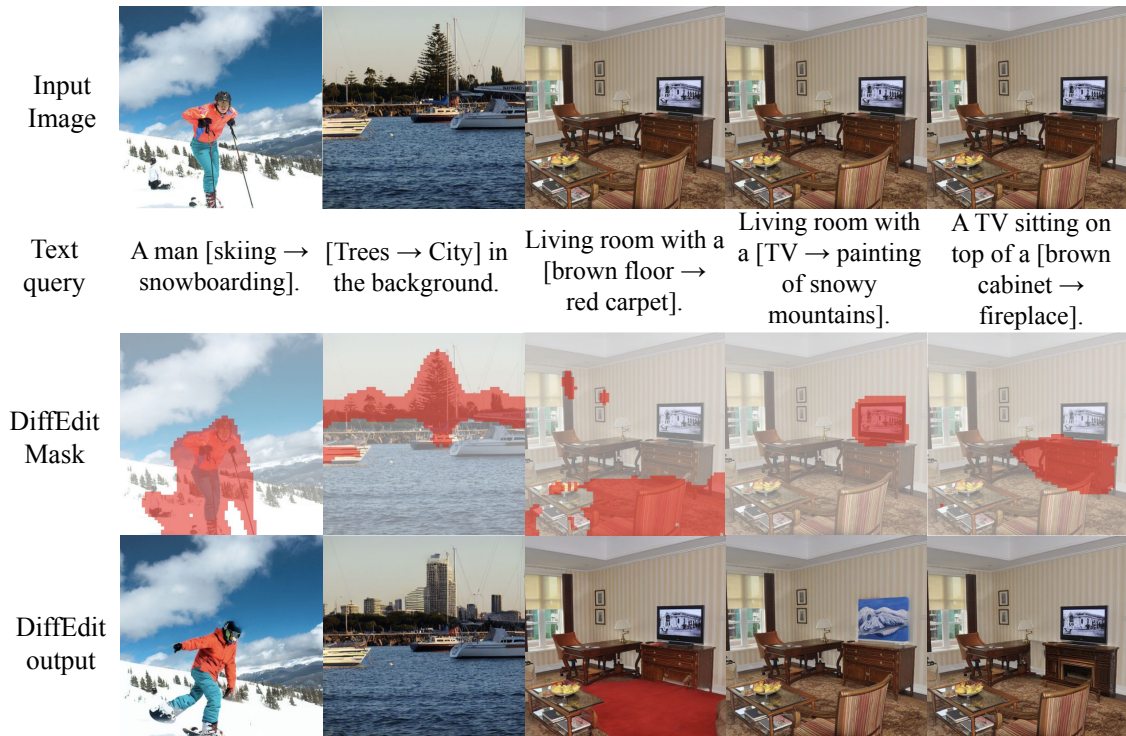 Input
Image
Text
query
A man [skiing →
snowboarding].
[Trees → City] in
the background.
Living room with a
[brown floor →
red carpet].
Living room with
a [TV → painting
of snowy
mountains].
A TV sitting on
top of a [brown
cabinet →
fireplace].
DiffEdit
Mask
DiffEdit
output